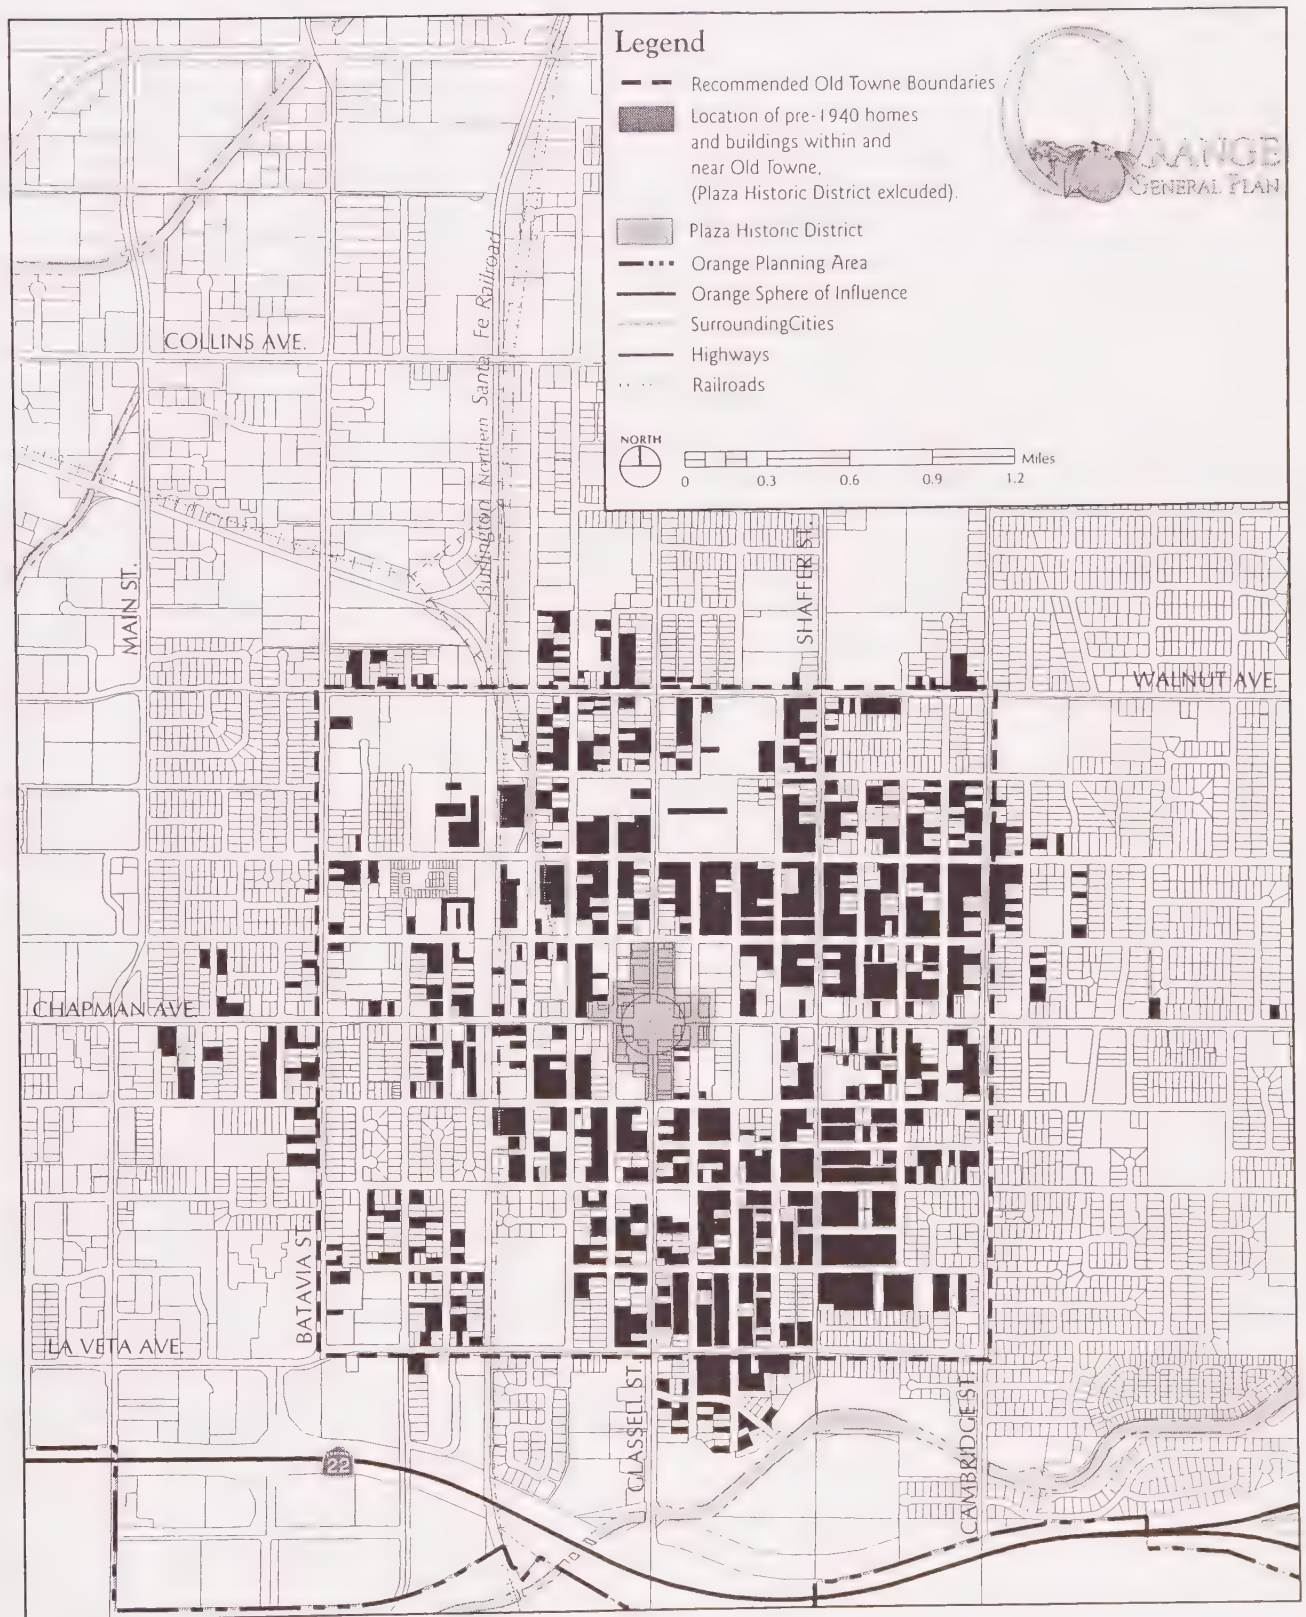 Legend
Recommended Old Towne Boundaries
Location of pre-1940 homes
and buildings within and
near Old Towne,
(Plaza Historic District exlcuded).
Plaza Historic District
Orange Planning Area
Orange Sphere of Influence
SurroundingCities
Highways
Railroads
ORANGE
GENERAL PLAN
NORTH
0 0.3 0.6 0.9 1.2 Miles
COLLINS AVE.
Burlington Northern Santa Fe Railroad
MAIN ST.
SHAFFER ST.
WALNUT AVE.
CHAPMAN AVE.
BATAVIA ST.
LA VETA AVE.
GLASSELL ST.
CAMBRIDGE ST.
22